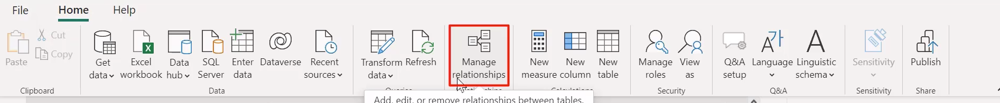 File Home Help
Cut
Copy
Paste
Get data
Excel workbook
Data hub
SQL Server
Enter data
Dataverse
Recent sources
Transform data
Refresh
Manage relationships
New measure
New column
New table
Manage roles
View as
Q&A setup
Language
Linguistic schema
Sensitivity
Publish
Clipboard
Data
Queries
Calculations
Security
Q&A
Sensitivity
Share
Add, edit, or remove relationships between tables.